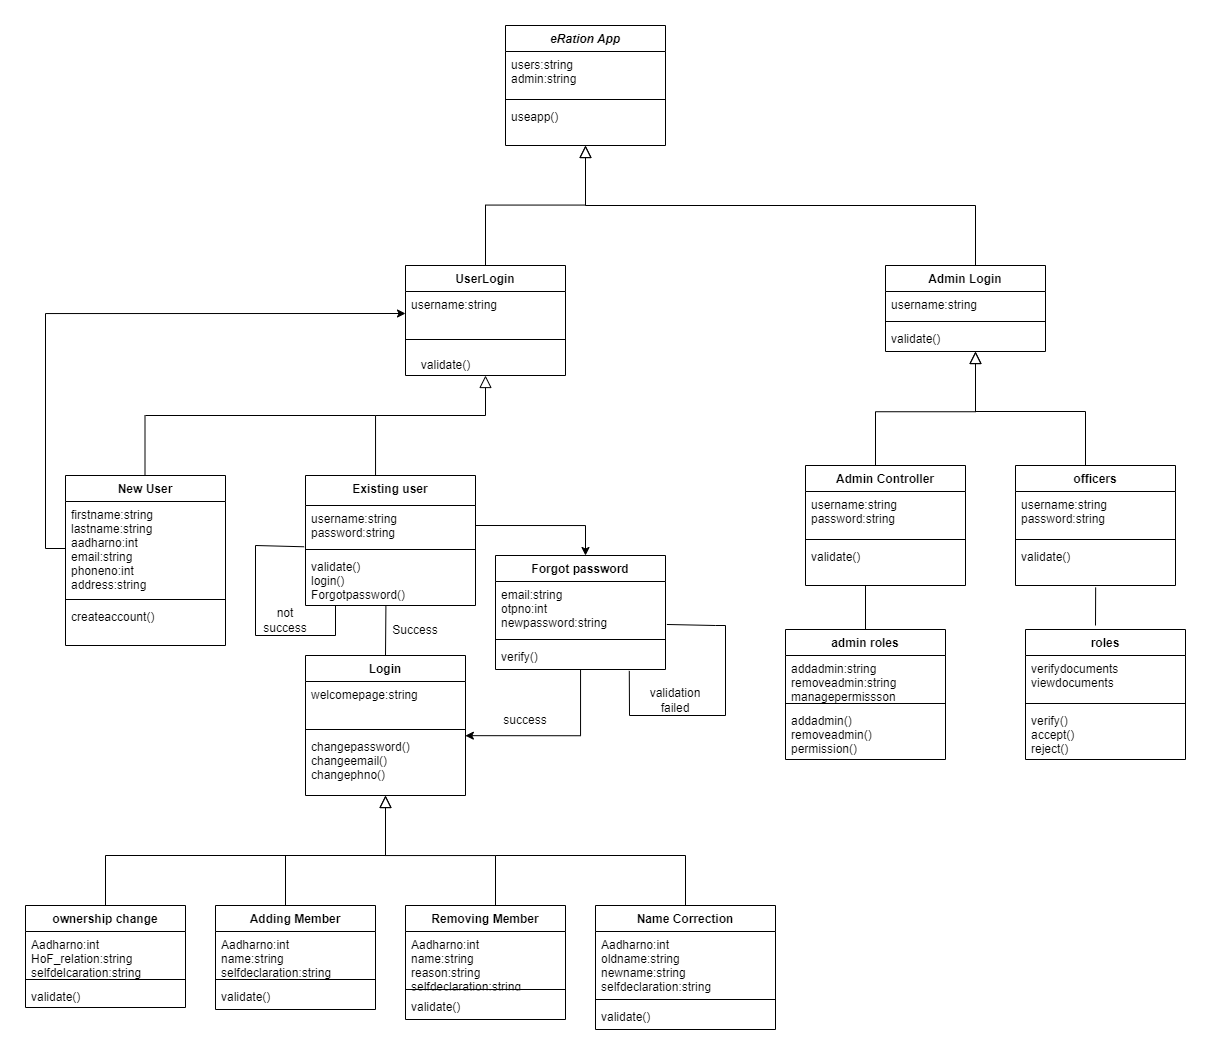 eRation App
users:string
admin:string
useapp()
UserLogin
username:string
validate()
Admin Login
username:string
validate()
New User
firstname:string
lastname:string
aadharno:int
email:string
phoneno:int
address:string
createaccount()
Existing user
username:string
password:string
validate()
login()
Forgotpassword()
not
success
Success
Forgot password
email:string
otpno:int
newpassword:string
verify()
validation
failed
success
Login
welcomepage:string
changepassword()
changeemail()
changephno()
Admin Controller
username:string
password:string
validate()
officers
username:string
password:string
validate()
admin roles
addadmin:string
removeadmin:string
managepermissson
addadmin()
removeadmin()
permission()
roles
verifydocuments
viewdocuments
verify()
accept()
reject()
ownership change
Aadharno:int
HoF_relation:string
selfdelcaration:string
validate()
Adding Member
Aadharno:int
name:string
selfdeclaration:string
validate()
Removing Member
Aadharno:int
name:string
reason:string
selfdeclaration:string
validate()
Name Correction
Aadharno:int
oldname:string
newname:string
selfdeclaration:string
validate()